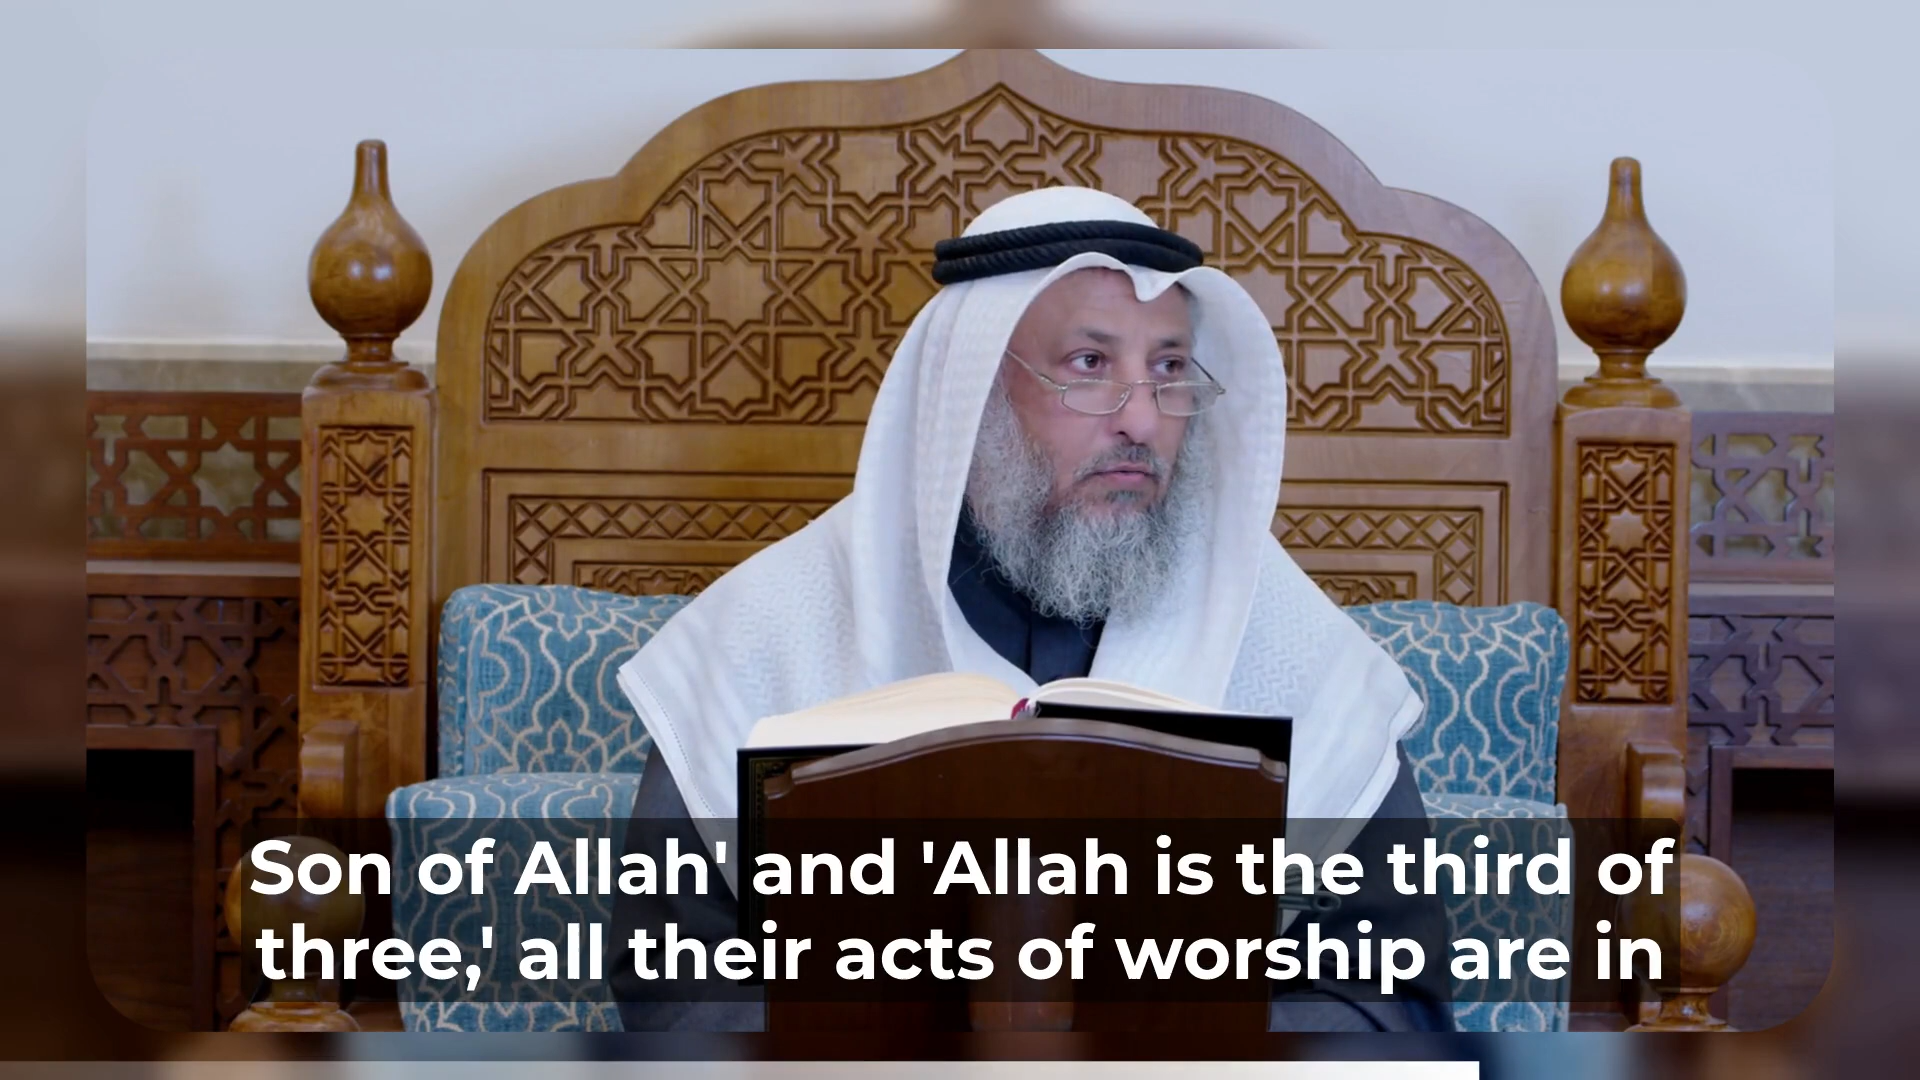 Son of Allah' and 'Allah is the third of
three,' all their acts of worship are in